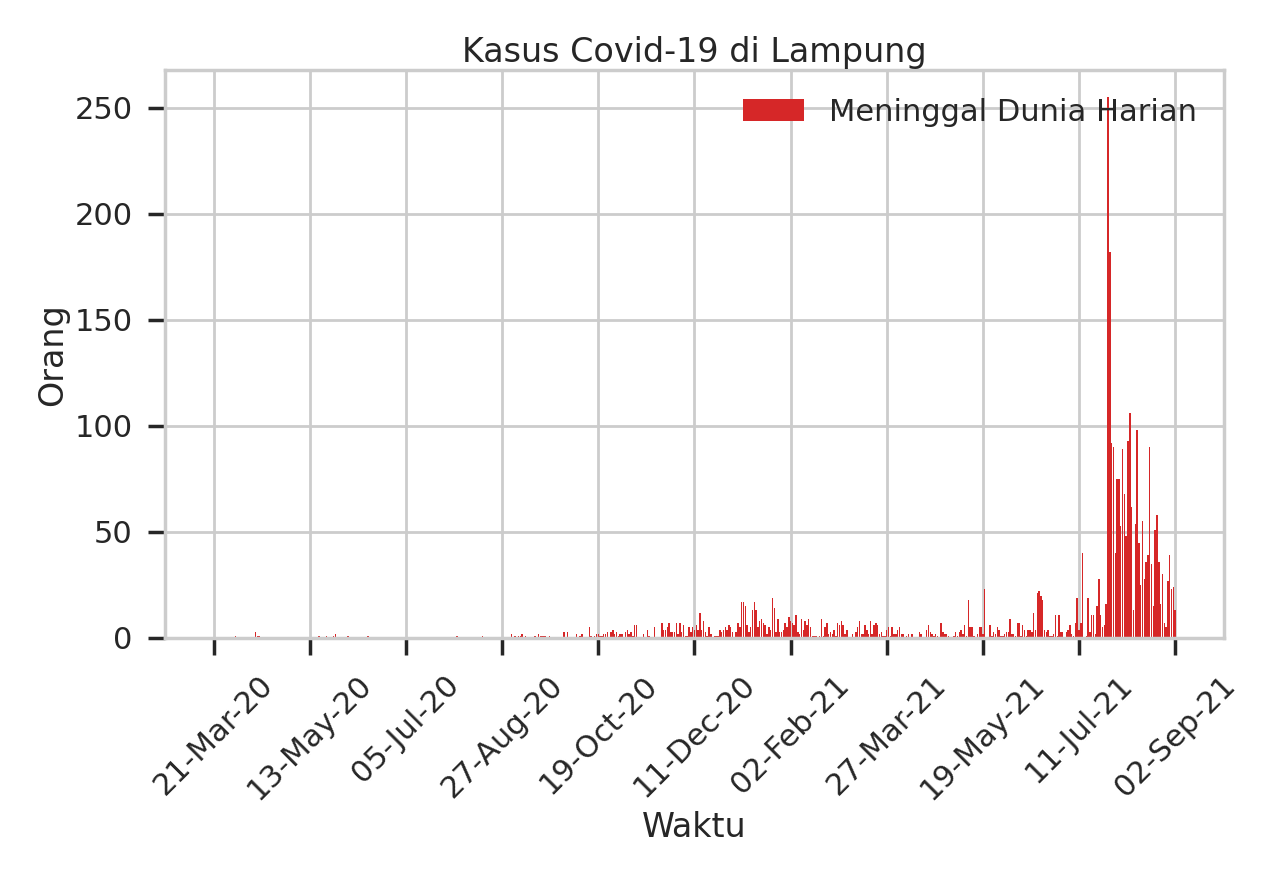 Kasus Covid-19 di Lampung
Meninggal Dunia Harian
Orang
250
200
150
100
50
0
21-Mar-20
13-May-20
05-Jul-20
27-Aug-20
19-Oct-20
11-Dec-20
02-Feb-21
27-Mar-21
19-May-21
11-Jul-21
02-Sep-21
Waktu